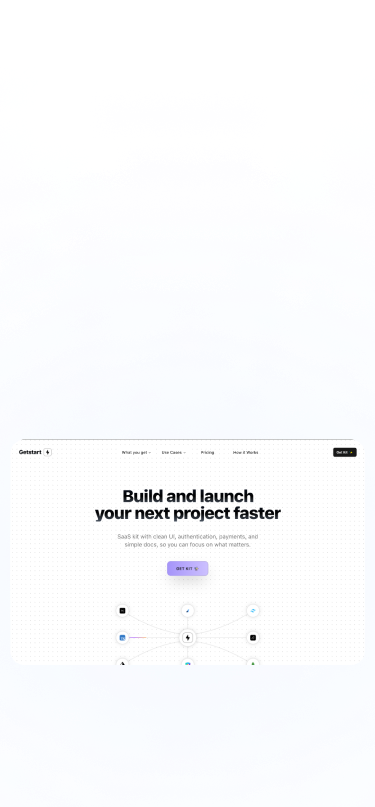 Getstart
What you get
Use Cases
Pricing
How it Works
Get Kit
Build and launch
your next project faster
SaaS kit with clean UI, authentication, payments, and
simple docs, so you can focus on what matters.
GET KIT